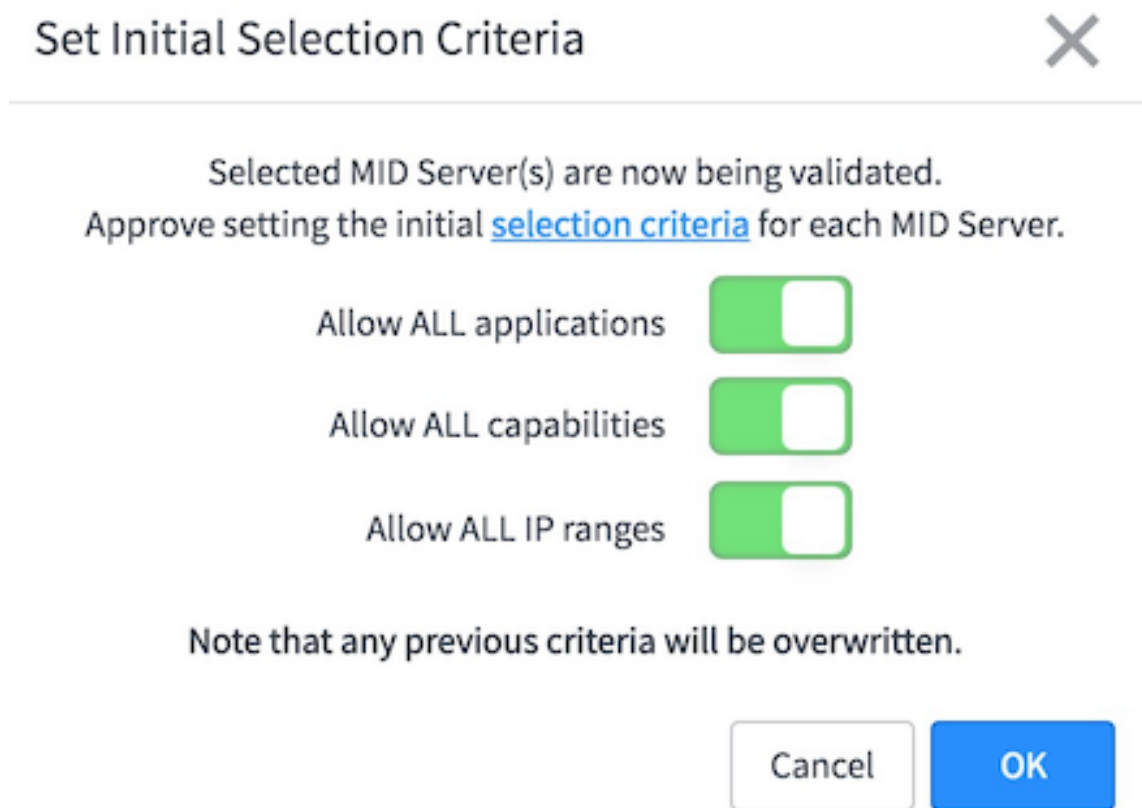 Set Initial Selection Criteria
Selected MID Server(s) are now being validated.
Approve setting the initial selection criteria for each MID Server.
Allow ALL applications
Allow ALL capabilities
Allow ALL IP ranges
Note that any previous criteria will be overwritten.
Cancel OK